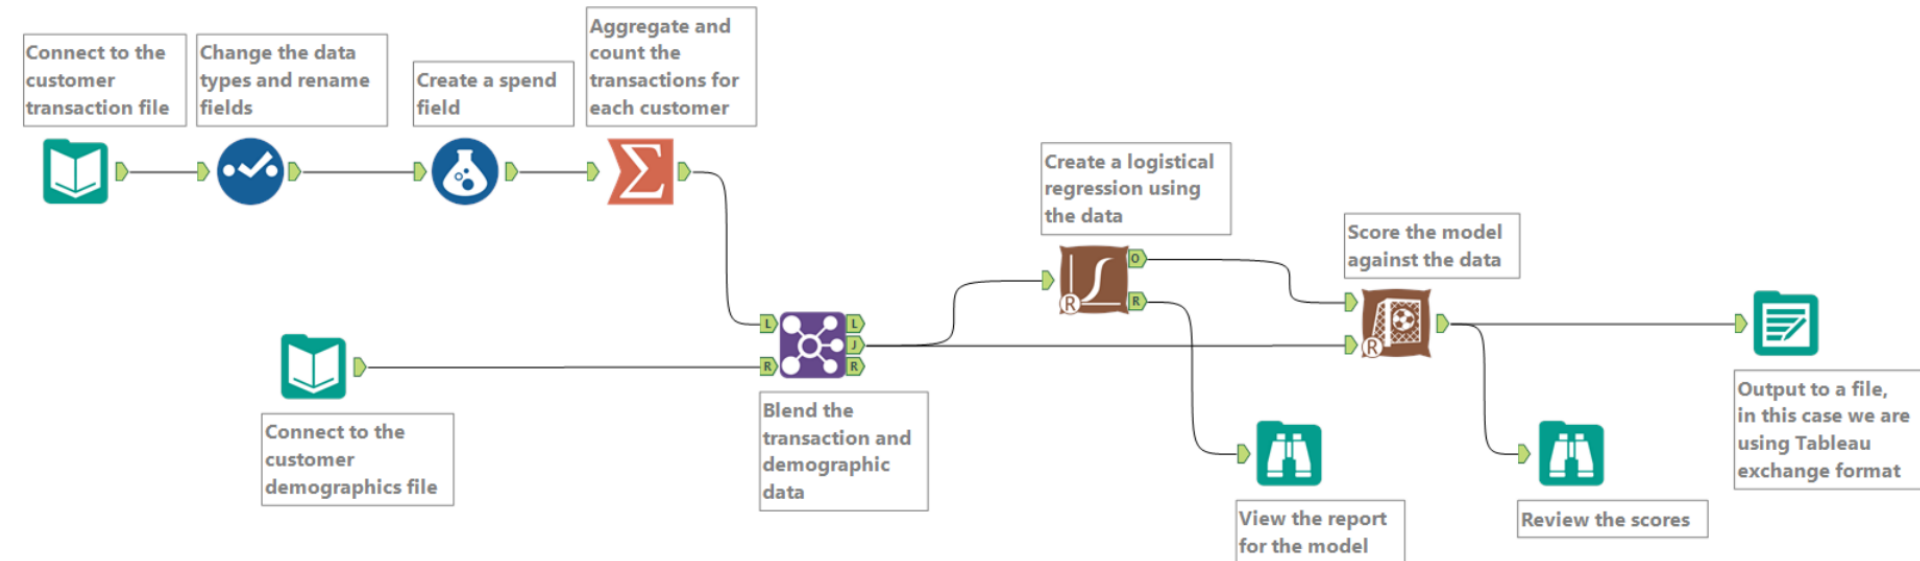 Connect to the
customer
transaction file
Change the data
types and rename
fields
Create a spend
field
Aggregate and
count the
transactions for
each customer
Create a logistical
regression using
the data
O
R
R
Score the model
against the data
R
L
R
L
J
R
Connect to the
customer
demographics file
Blend the
transaction and
demographic
data
View the report
for the model
Review the scores
Output to a file,
in this case we are
using Tableau
exchange format